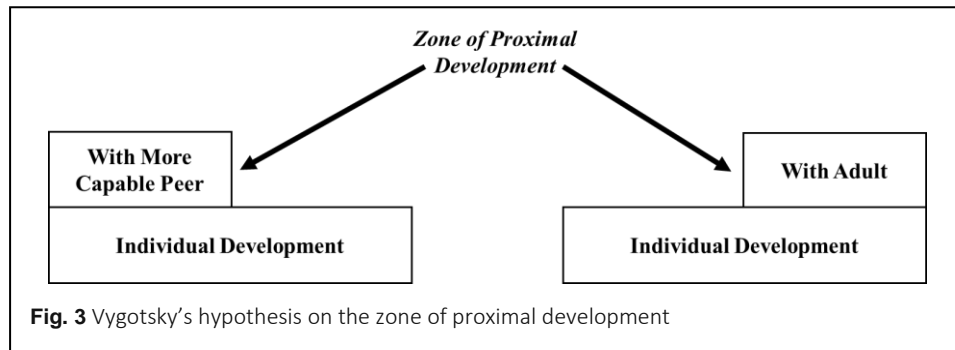 Zone of Proximal
Development
With More
Capable Peer
With Adult
Individual Development
Individual Development
Fig. 3 Vygotsky’s hypothesis on the zone of proximal development